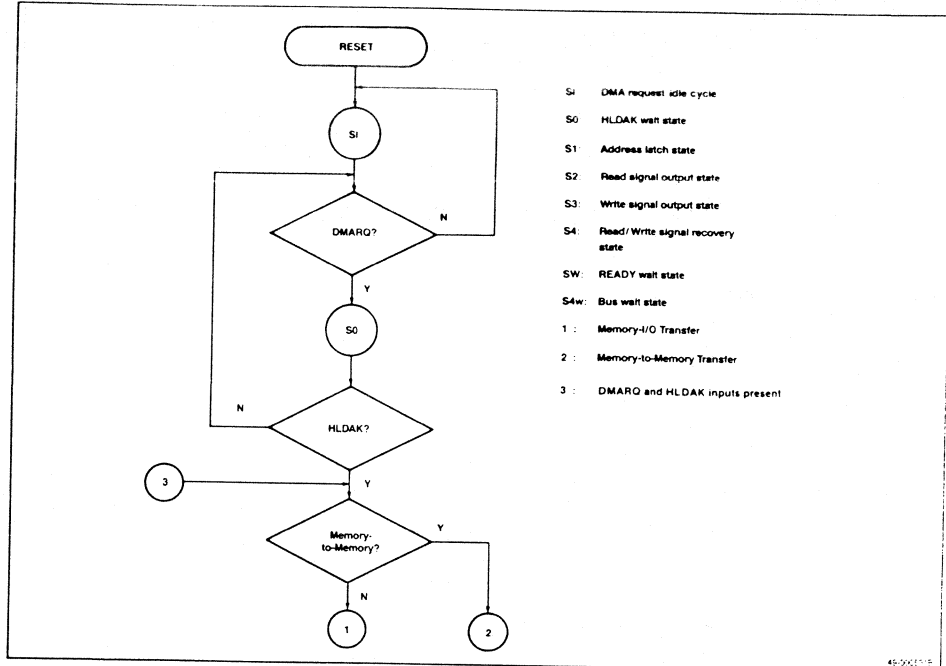 RESET
SI
DMARQ?
N
Y
S0
HLDAK?
N
Y
3
Memory-
to-Memory?
Y
N
1
2
SI DMA request idle cycle
S0 HLDAK wait state
S1: Address latch state
S2: Read signal output state
S3: Write signal output state
S4: Read/Write signal recovery
state
SW: READY wait state
S4w: Bus wait state
1 : Memory-I/O Transfer
2 : Memory-to-Memory Transfer
3 : DMARQ and HLDAK inputs present